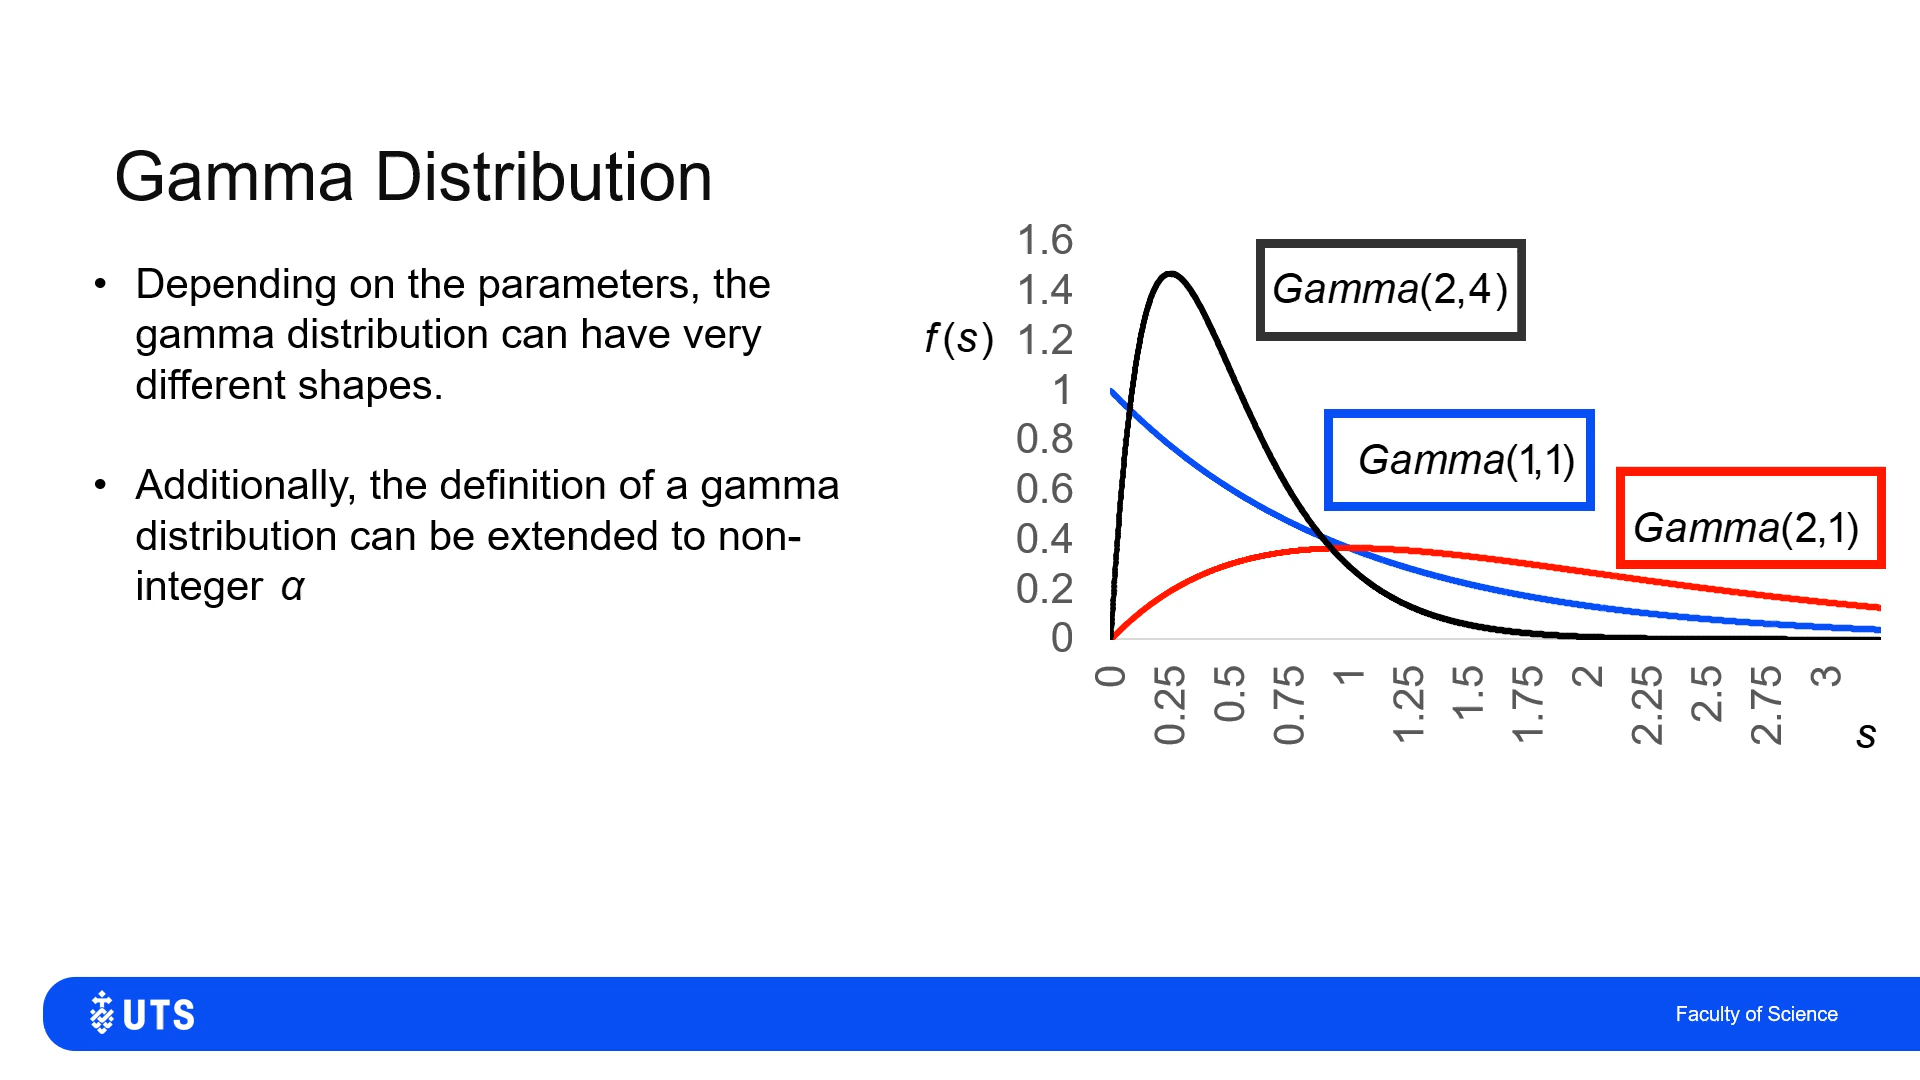 Gamma Distribution
• Depending on the parameters, the
gamma distribution can have very
different shapes.
• Additionally, the definition of a gamma
distribution can be extended to non-
integer α
f(s)
1.6
1.4
1.2
1
0.8
0.6
0.4
0.2
0
Gamma(2,4)
Gamma(1,1)
Gamma(2,1)
0
0.25
0.5
0.75
1
1.25
1.5
1.75
2
2.25
2.5
2.75
3
s
UTS
Faculty of Science